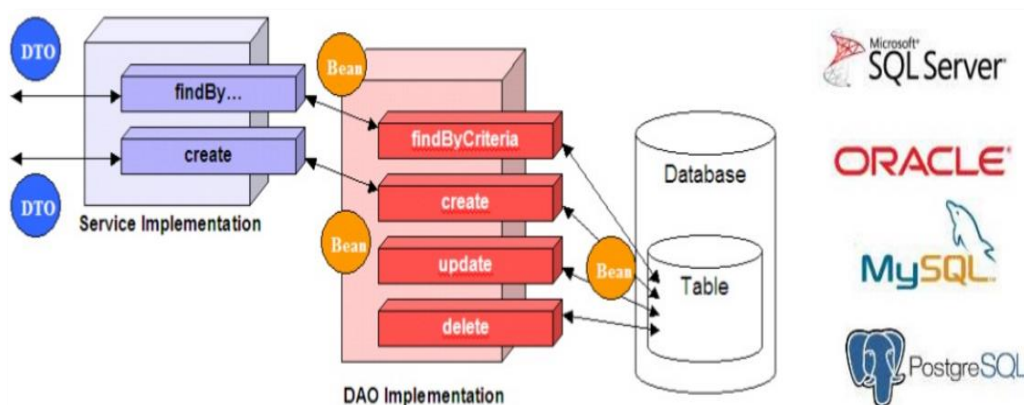 DTO
findBy...
create
DTO
Service Implementation
Bean
findByCriteria
create
Bean
update
delete
DAO Implementation
Bean
Database
Table
Microsoft®
SQL Server®
ORACLE®
MySQL™
PostgreSQL